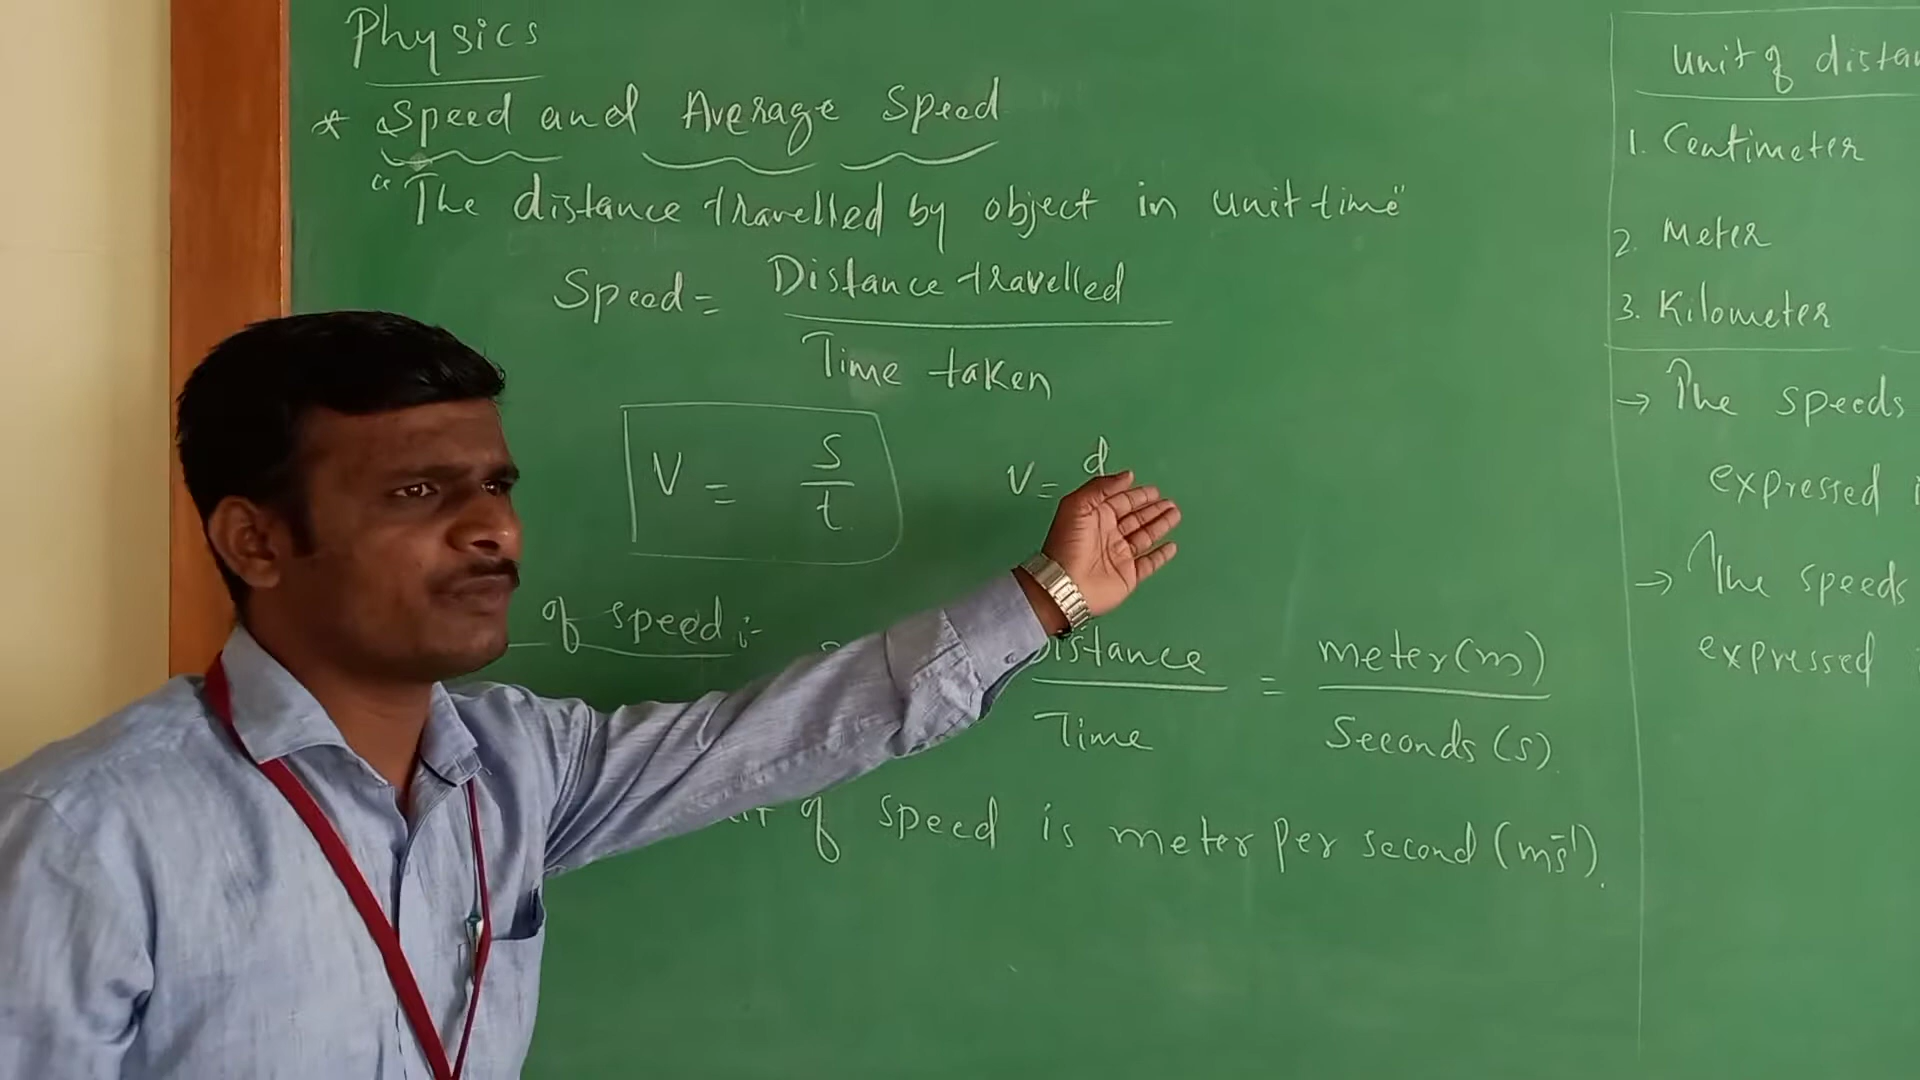 Physics
* Speed and Average Speed
"The distance travelled by object in unit time"
Speed = Distance travelled
Time taken
V = S
t
V = d
of speed :-
Distance = meter(m)
Time Seconds (s).
of speed is meter per second (ms⁻¹).
Unit of
1. Centimeter
2. Meter
3. Kilometer
→ The speeds
expressed
→ The speeds
expressed